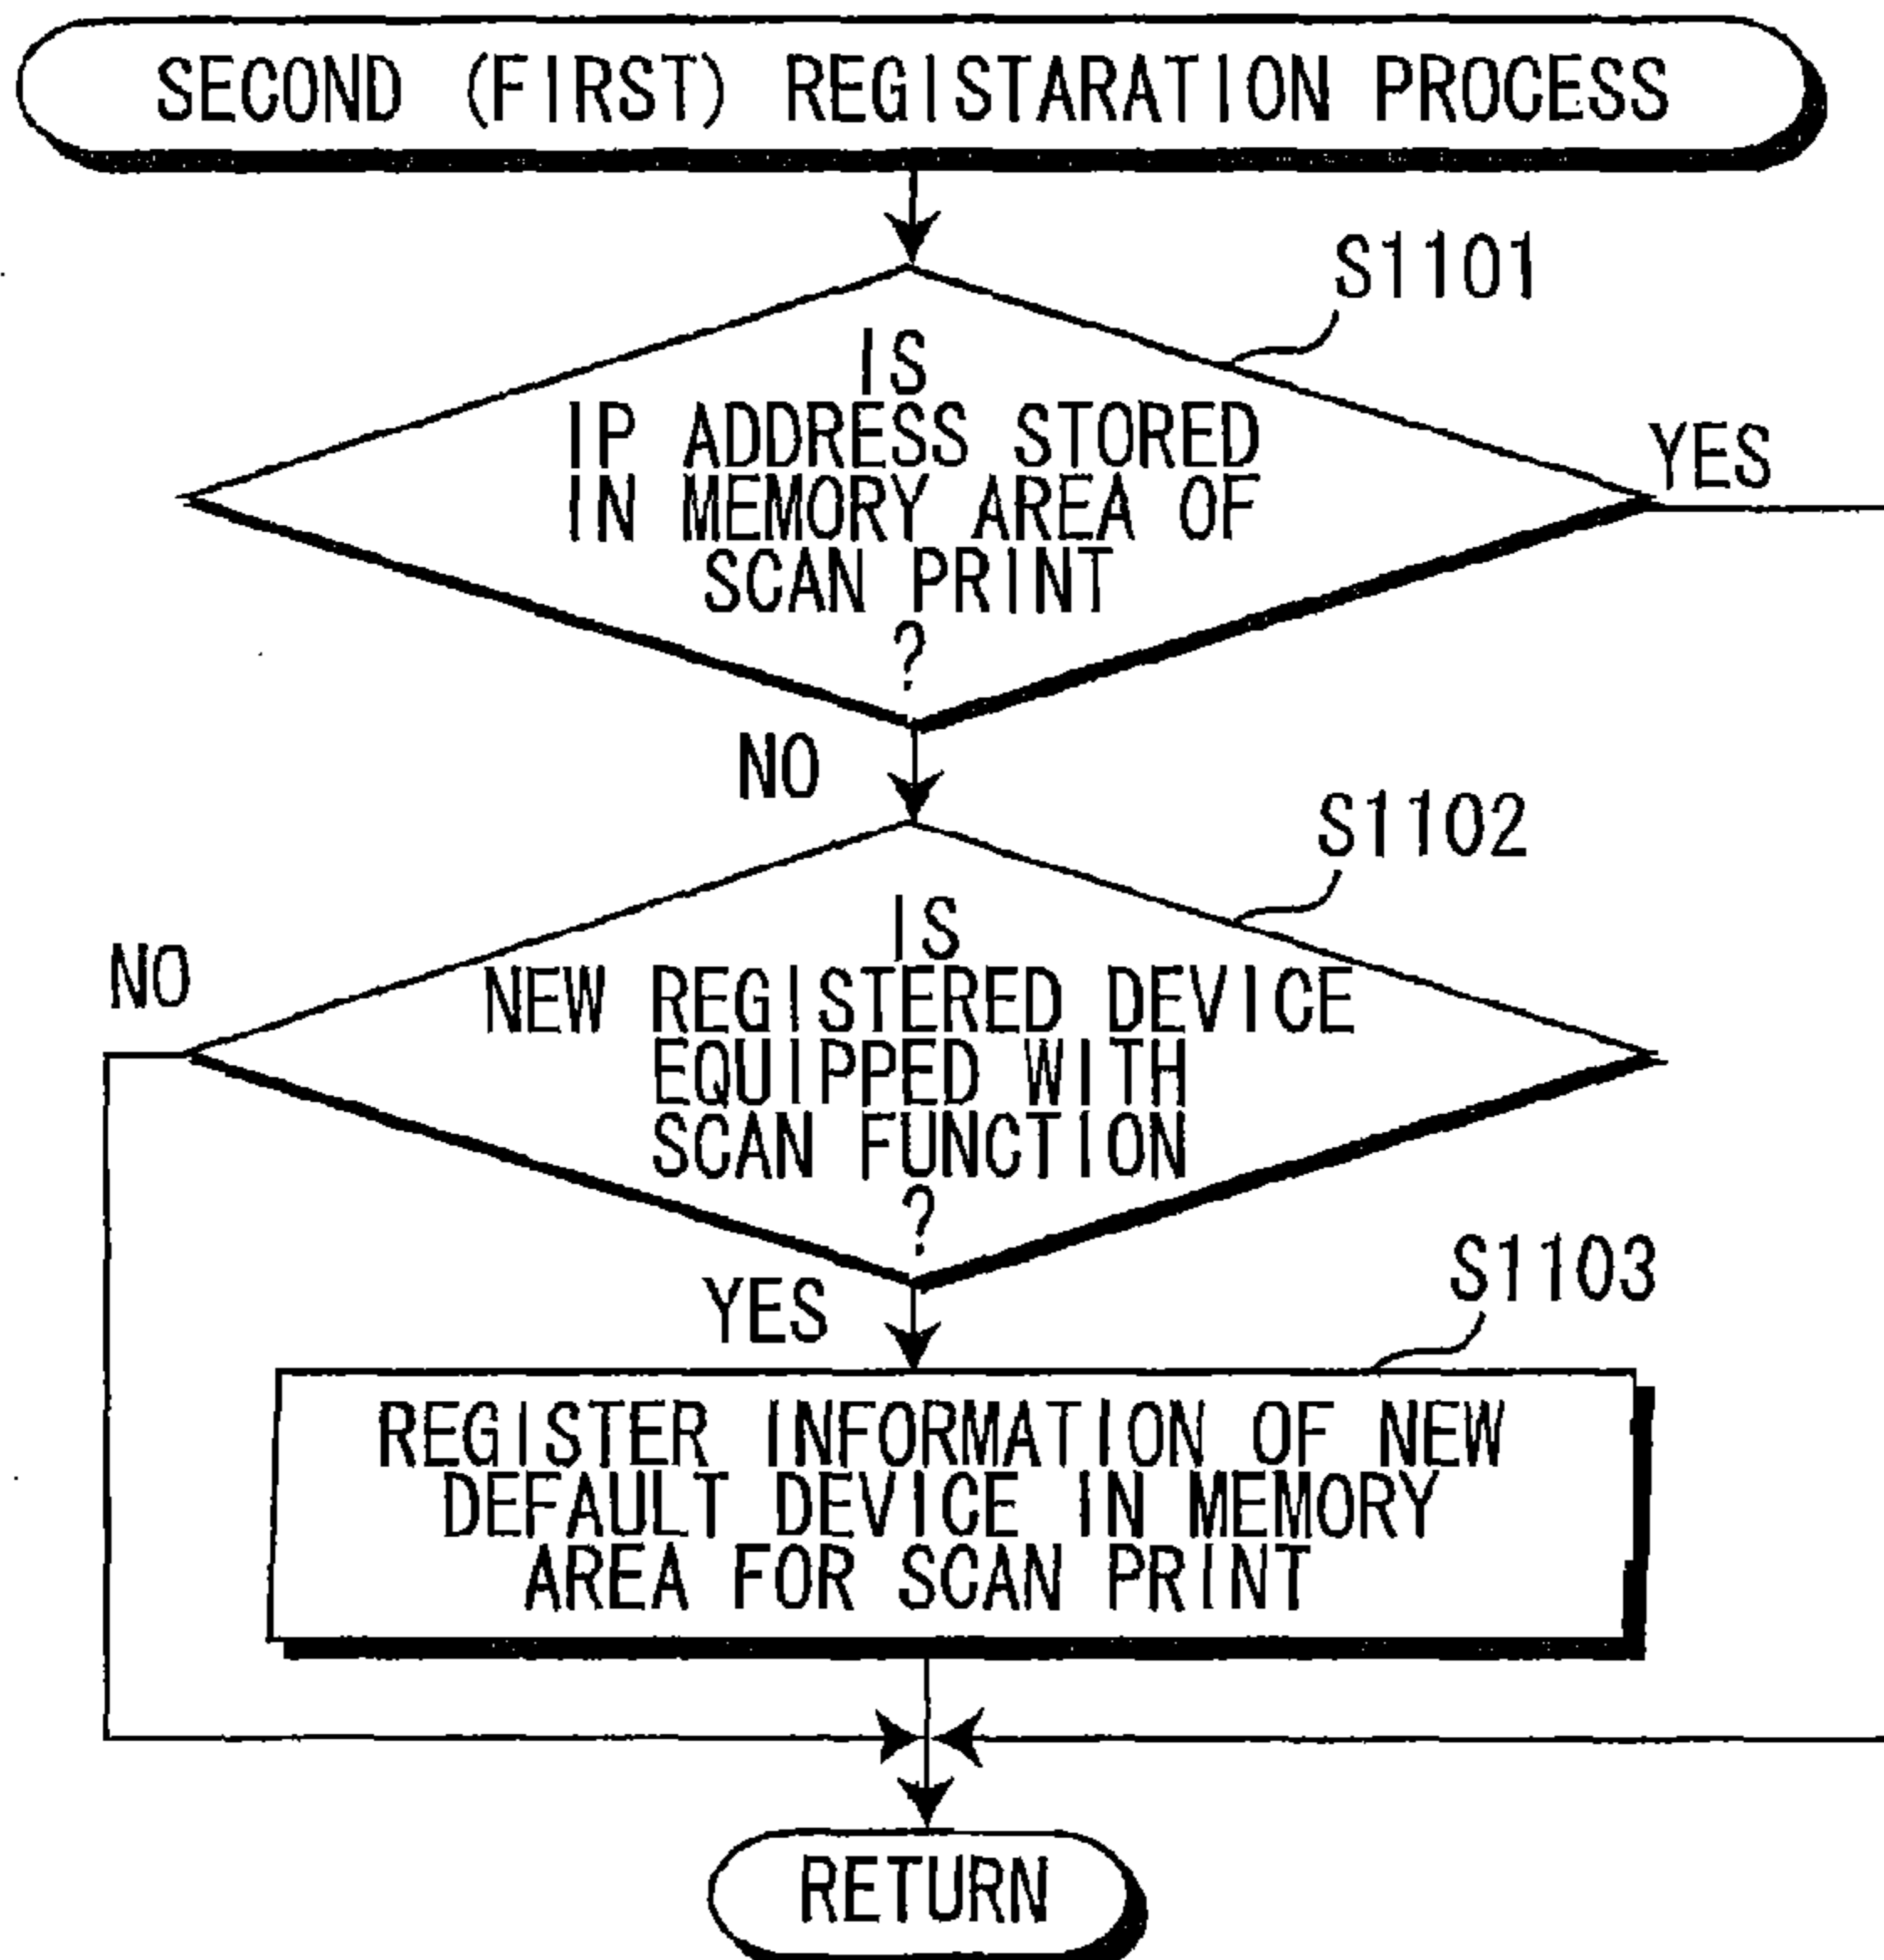 SECOND (FIRST) REGISTARATION PROCESS
S1101
IS
IP ADDRESS STORED
IN MEMORY AREA OF
SCAN PRINT
?
YES
NO
S1102
IS
NEW REGISTERED DEVICE
EQUIPPED WITH
SCAN FUNCTION
?
NO
YES
S1103
REGISTER INFORMATION OF NEW
DEFAULT DEVICE IN MEMORY
AREA FOR SCAN PRINT
RETURN